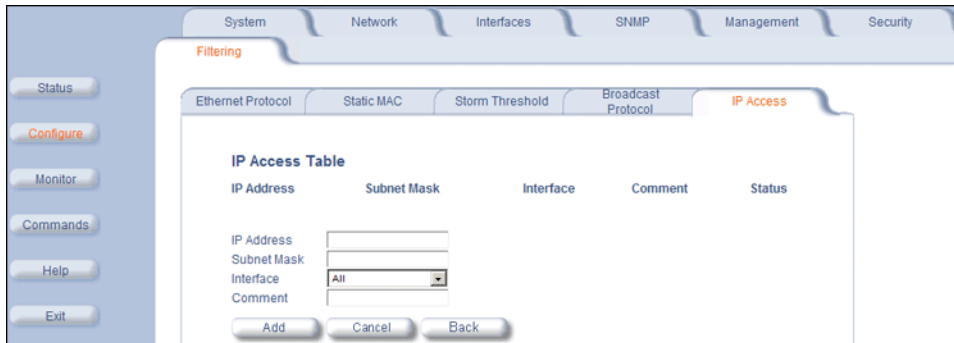 System Network Interfaces SNMP Management Security
Filtering
Status
Configure
Monitor
Commands
Help
Exit
Ethernet Protocol Static MAC Storm Threshold Broadcast Protocol IP Access
IP Access Table
IP Address Subnet Mask Interface Comment Status
IP Address
Subnet Mask
Interface All
Comment
Add Cancel Back